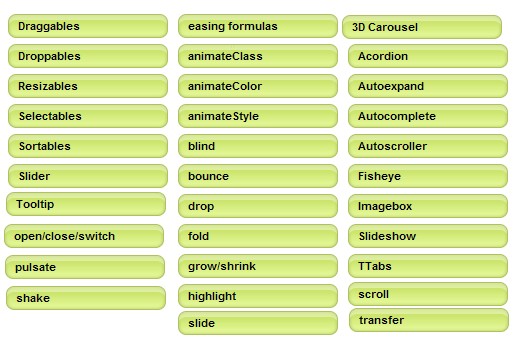 Draggables
Droppables
Resizables
Selectables
Sortables
Slider
Tooltip
open/close/switch
pulsate
shake
easing formulas
animateClass
animateColor
animateStyle
blind
bounce
drop
fold
grow/shrink
highlight
slide
3D Carousel
Acordion
Autoexpand
Autocomplete
Autoscroller
Fisheye
Imagebox
Slideshow
TTabs
scroll
transfer